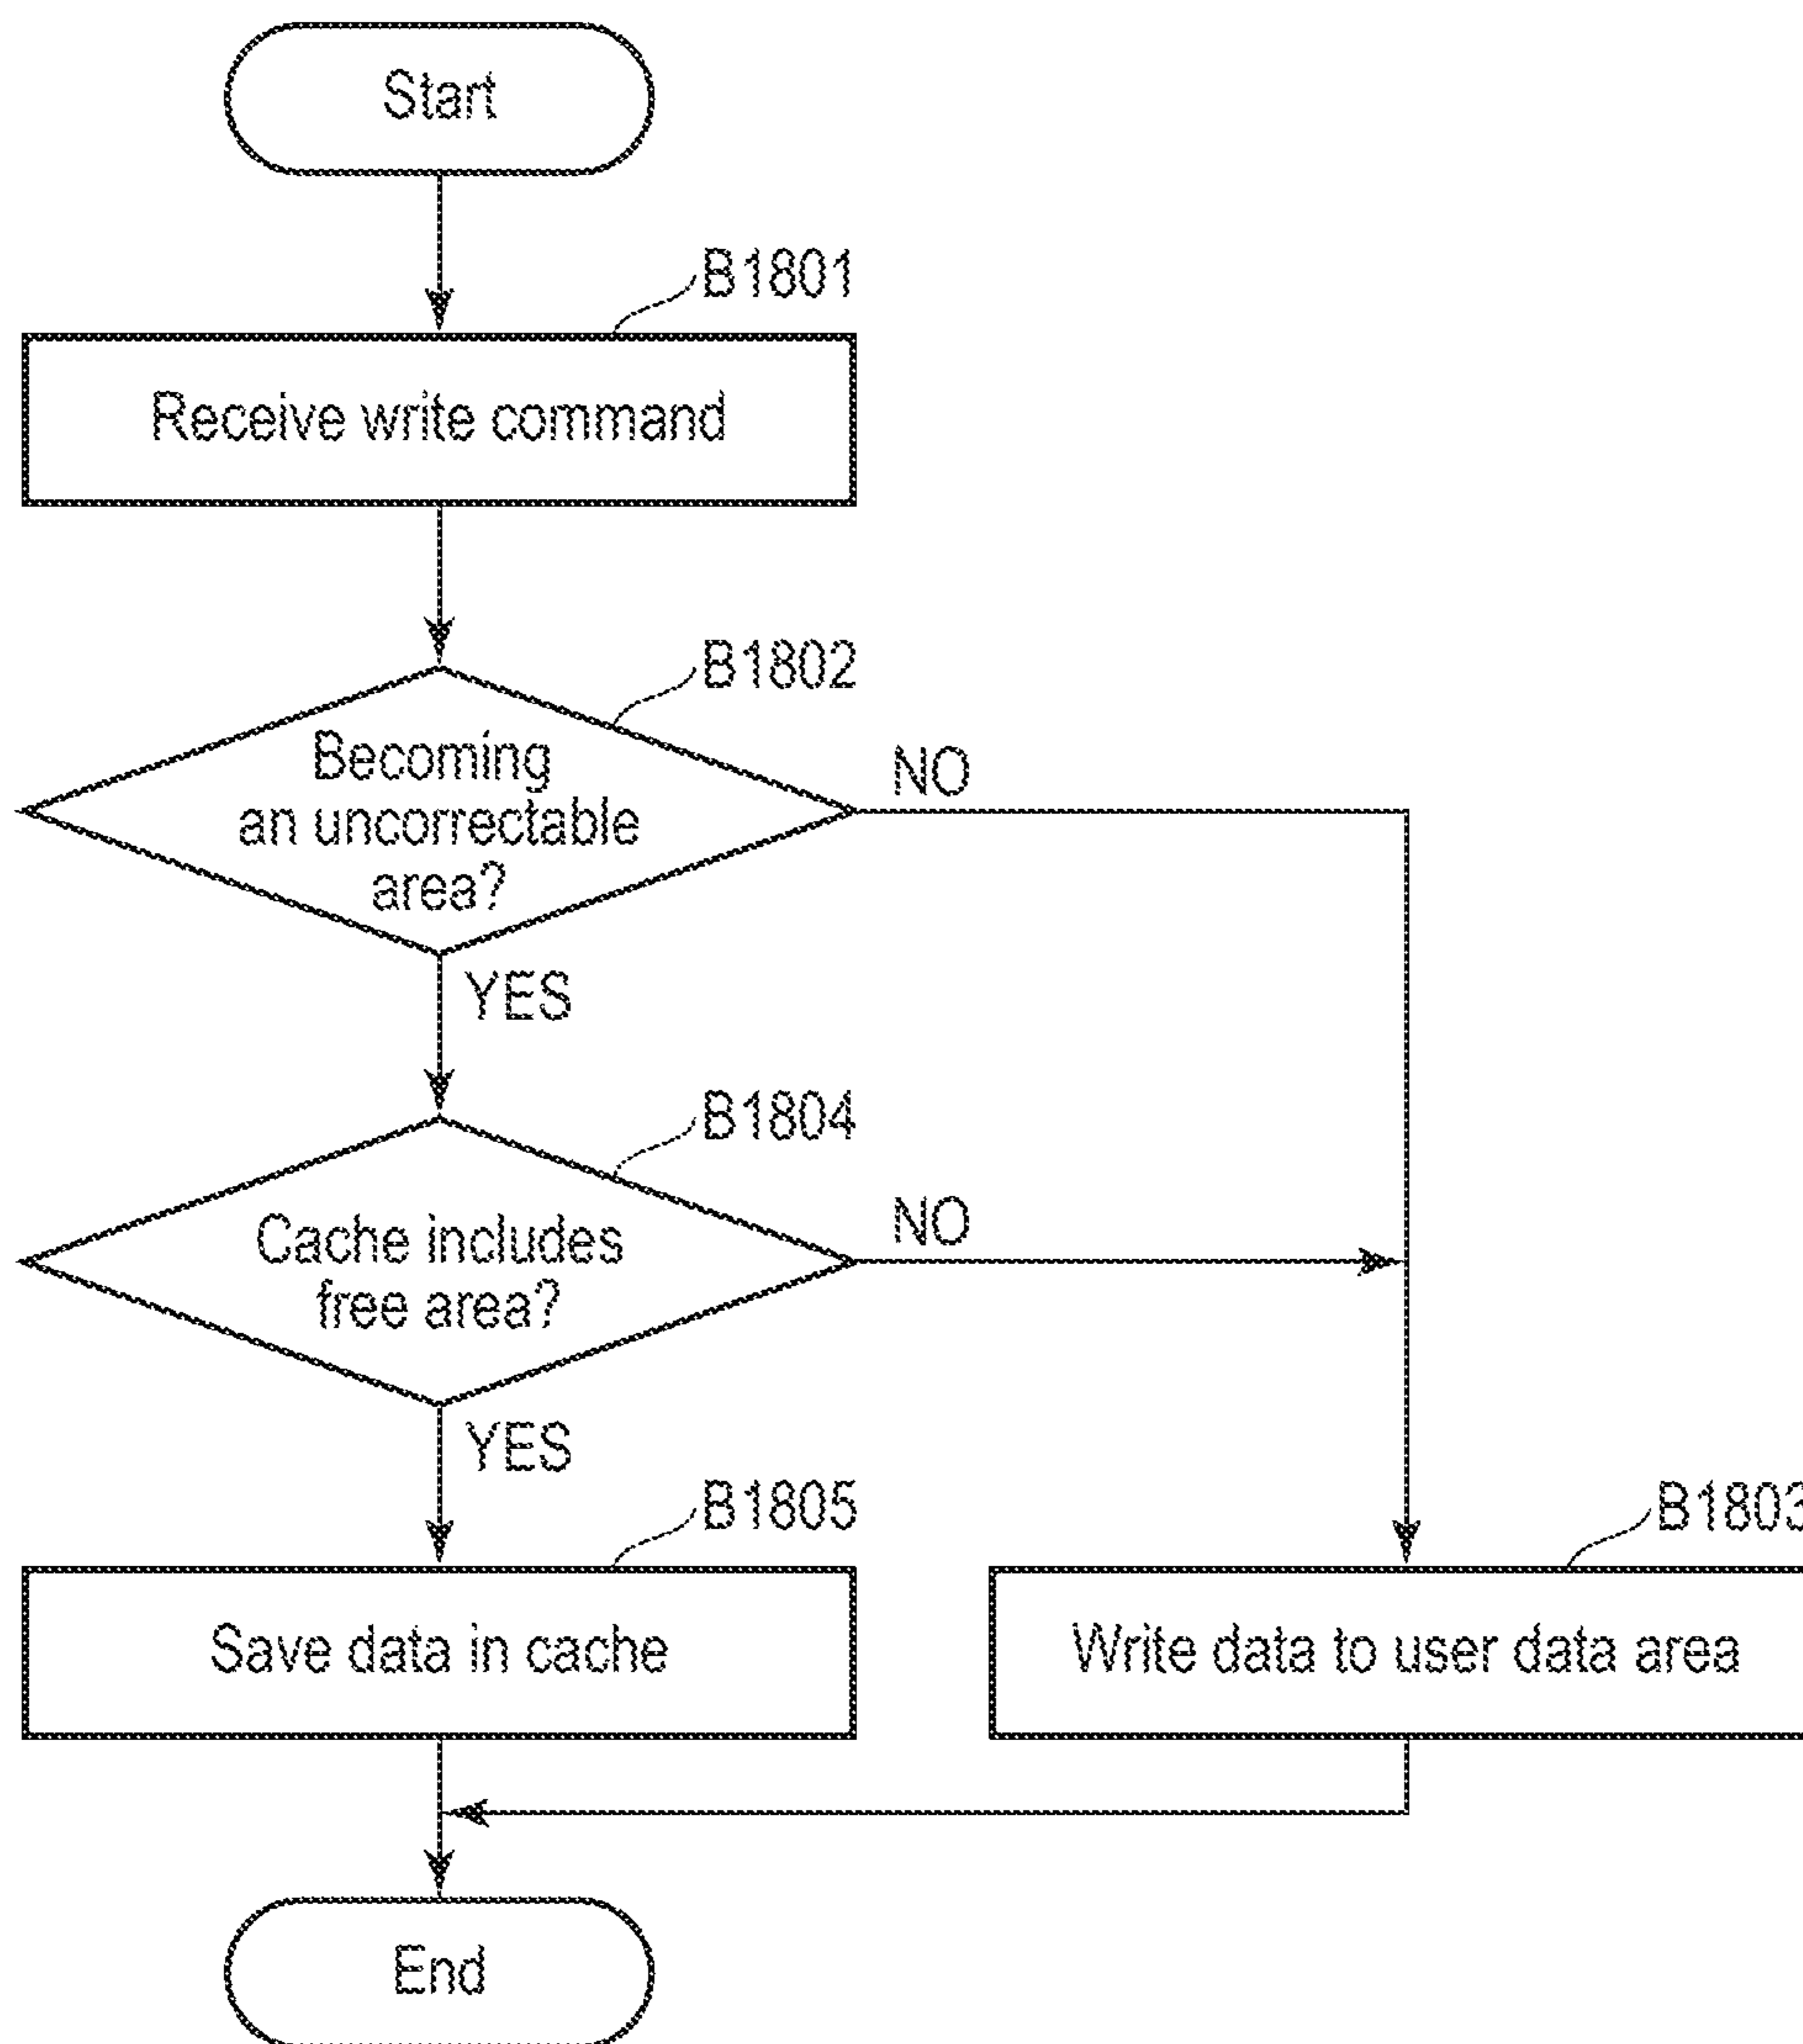 Start
B1801
Receive write command
B1802
Becoming
an uncorrectable
area?
NO
YES
B1804
Cache includes
free area?
NO
YES
B1805
Save data in cache
B1803
Write data to user data area
End